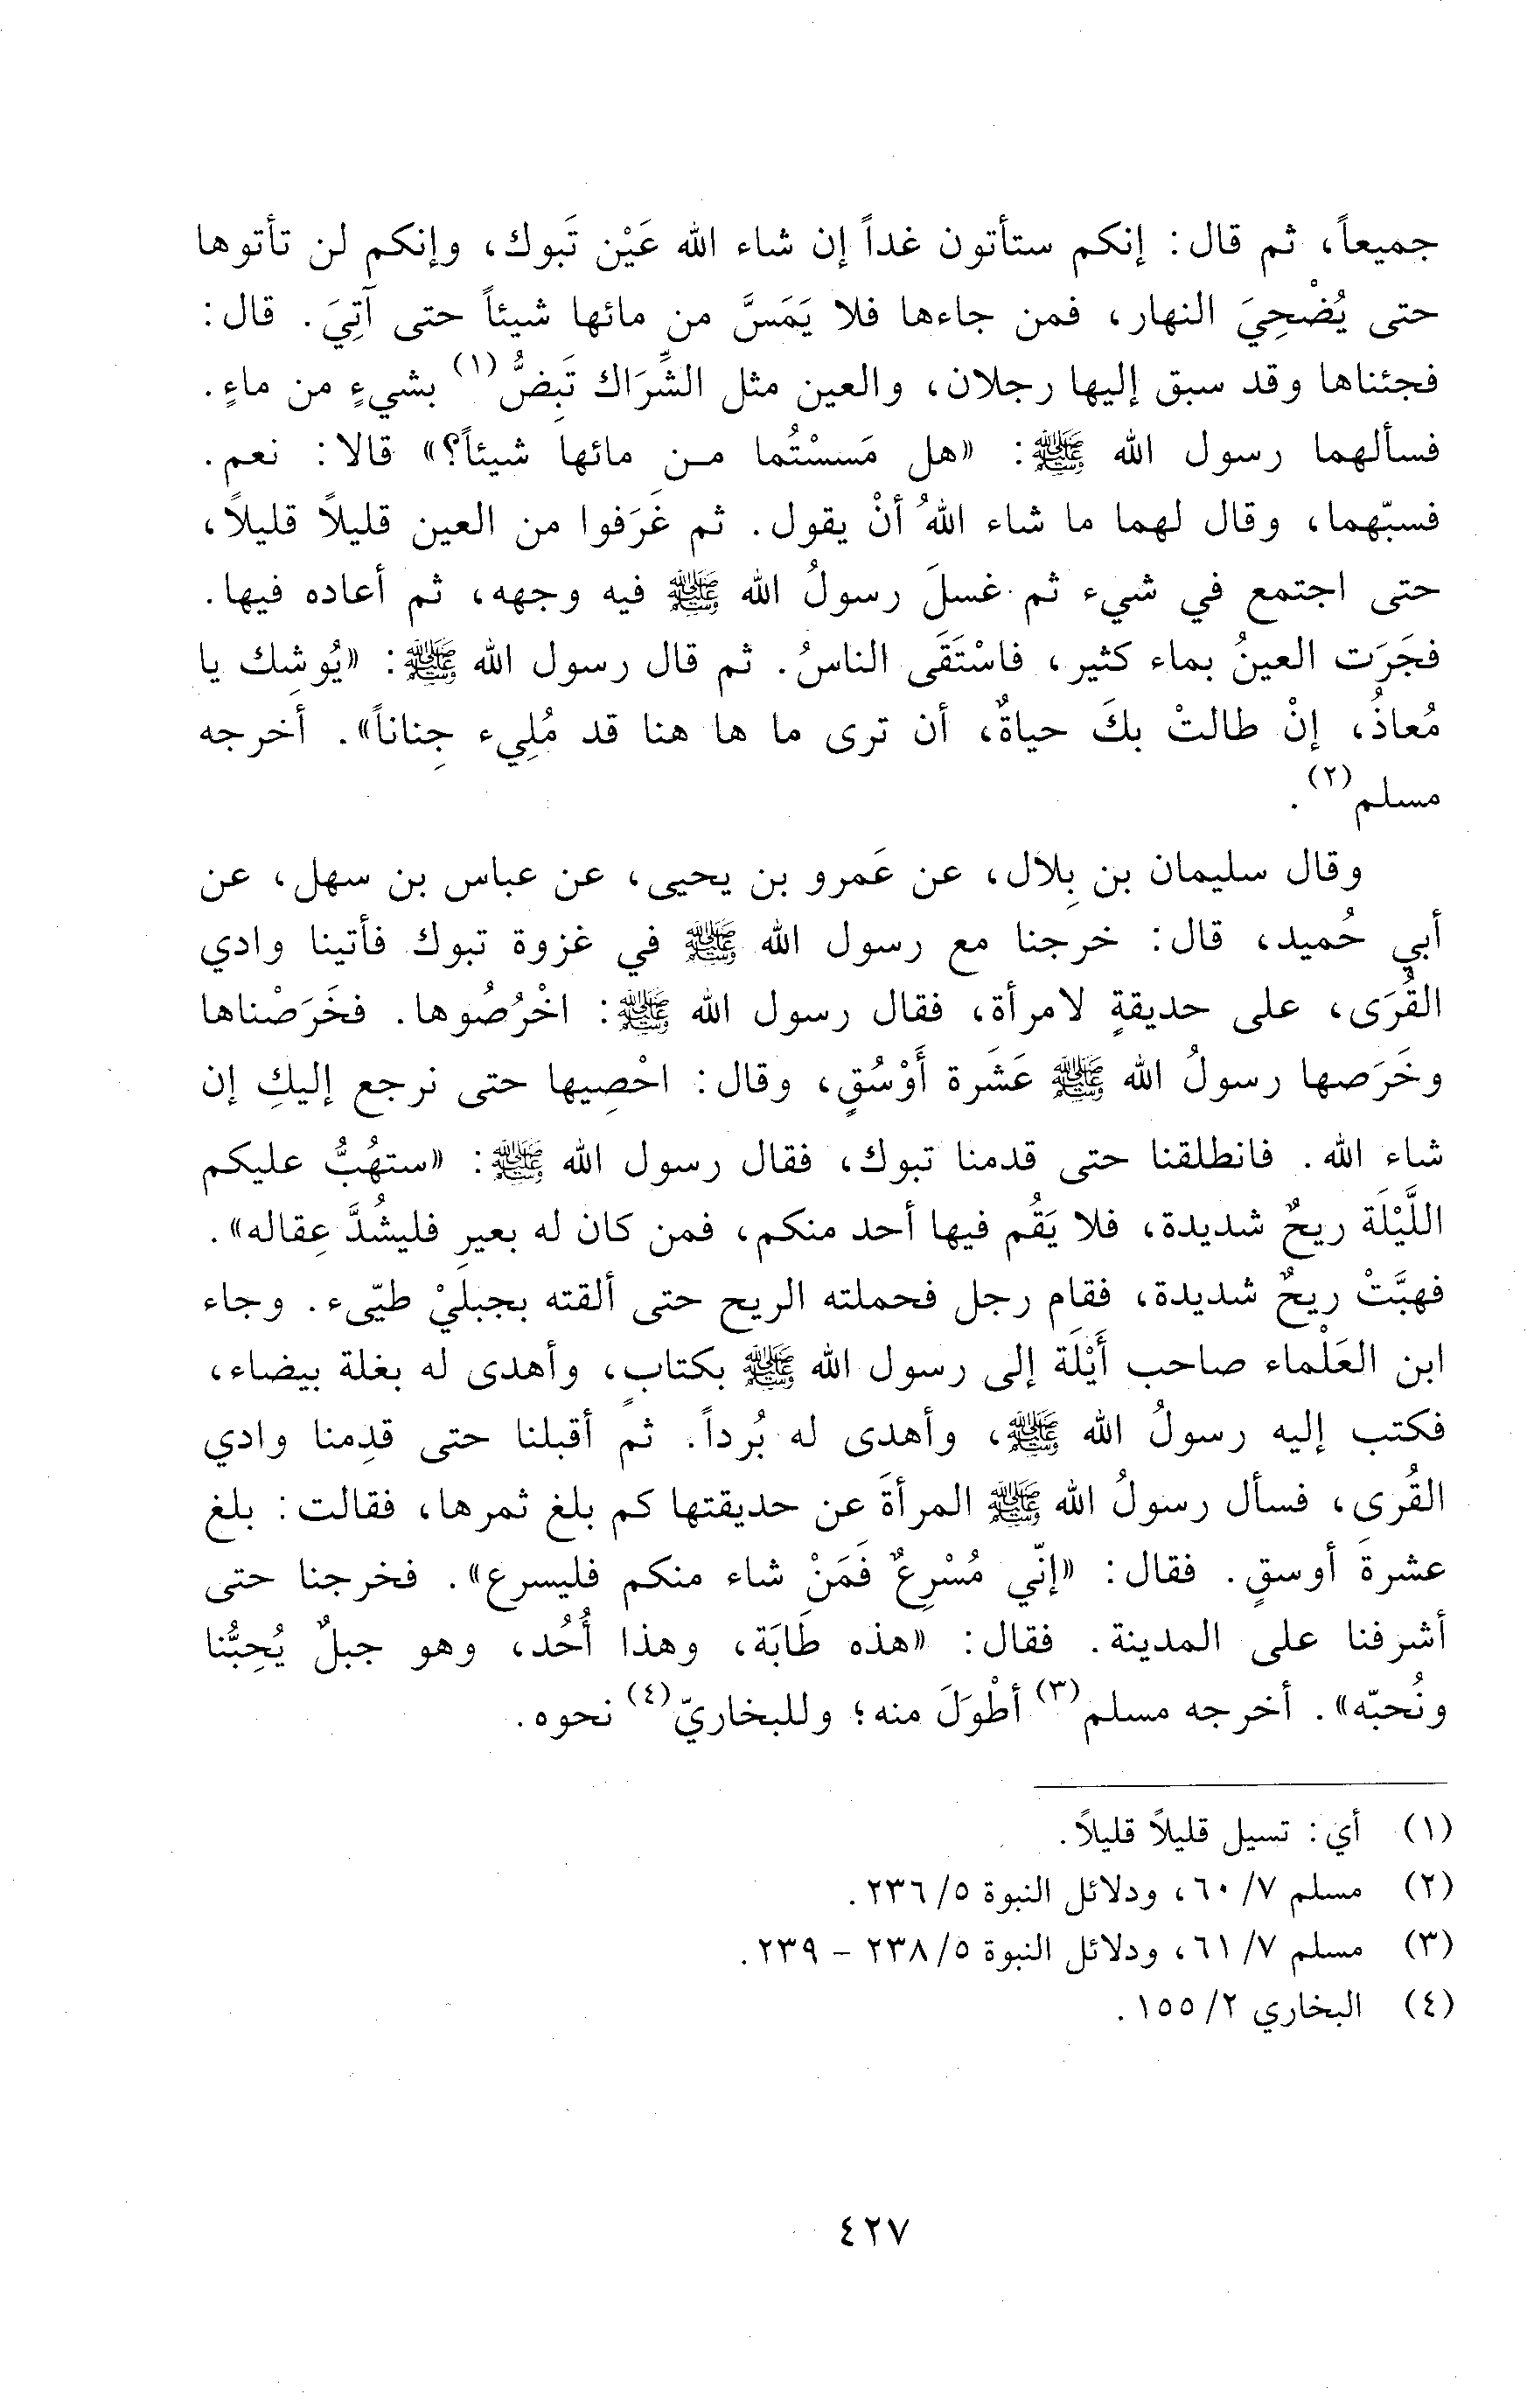 جميعاً، ثم قال: إنكم ستأتون غداً إن شاء الله عَيْن تَبوك، وإنكم لن تأتوها
حتى يُضْحِيَ النهار، فمن جاءها فلا يَمَسَّ من مائها شيئاً حتى آتِيَ. قال:
فجئناها وقد سبق إليها رجلان، والعين مثل الشِّرَاك تَبِضُّ(١) بشيءٍ من ماءٍ.
فسألهما رسول الله ﷺ: «هل مَسسْتُما مـن مائها شيئاً؟» قالا: نعم.
فسبّهما، وقال لهما ما شاء اللهُ أنْ يقول. ثم غَرَفوا من العين قليلاً قليلاً،
حتى اجتمع في شيء ثم غسلَ رسولُ الله ﷺ فيه وجهه، ثم أعاده فيها.
فجَرَت العينُ بماء كثير، فاسْتَقَى الناسُ. ثم قال رسول الله ﷺ: «يُوشِك يا
مُعاذُ، إنْ طالتْ بكَ حياةٌ، أن ترى ما ها هنا قد مُلِيء جِناناً». أخرجه
مسلم(٢).
وقال سليمان بن بِلال، عن عَمرو بن يحيى، عن عباس بن سهل، عن
أبي حُميد، قال: خرجنا مع رسول الله ﷺ في غزوة تبوك فأتينا وادي
القُرَى، على حديقةٍ لامرأة، فقال رسول الله ﷺ: اخْرُصُوها. فخَرَصْناها
وخَرَصها رسولُ الله ﷺ عَشَرة أَوْسُقٍ، وقال: احْصِيها حتى نرجع إليكِ إن
شاء الله. فانطلقنا حتى قدمنا تبوك، فقال رسول الله ﷺ: «ستهُبُّ عليكم
اللَّيْلَة ريحٌ شديدة، فلا يَقُم فيها أحد منكم، فمن كان له بعيرِ فليشُدَّ عِقاله».
فهبَّتْ ريحٌ شديدة، فقام رجل فحملته الريح حتى ألقته بجبليْ طيّىء. وجاء
ابن العَلْماء صاحب أَيْلَة إلى رسول الله ﷺ بكتابٍ، وأهدى له بغلة بيضاء،
فكتب إليه رسولُ الله ﷺ، وأهدى له بُرداً. ثم أقبلنا حتى قدِمنا وادي
القُرى، فسأل رسولُ الله ﷺ المرأةَ عن حديقتها كم بلغ ثمرها، فقالت: بلغ
عشرةَ أوسقٍ. فقال: «إنّي مُسْرِعٌ فَمَنْ شاء منكم فليسرع». فخرجنا حتى
أشرفنا على المدينة. فقال: «هذه طَابَة، وهذا أُحُد، وهو جبلٌ يُحِبُّنا
ونُحبّه». أخرجه مسلم(٣) أطْوَلَ منه؛ وللبخاريّ(٤) نحوه.
(١) أي: تسيل قليلاً قليلاً.
(٢) مسلم ٧/ ٦٠، ودلائل النبوة ٥/ ٢٣٦.
(٣) مسلم ٧/ ٦١، ودلائل النبوة ٥/ ٢٣٨ - ٢٣٩.
(٤) البخاري ٢/ ١٥٥.
٤٢٧